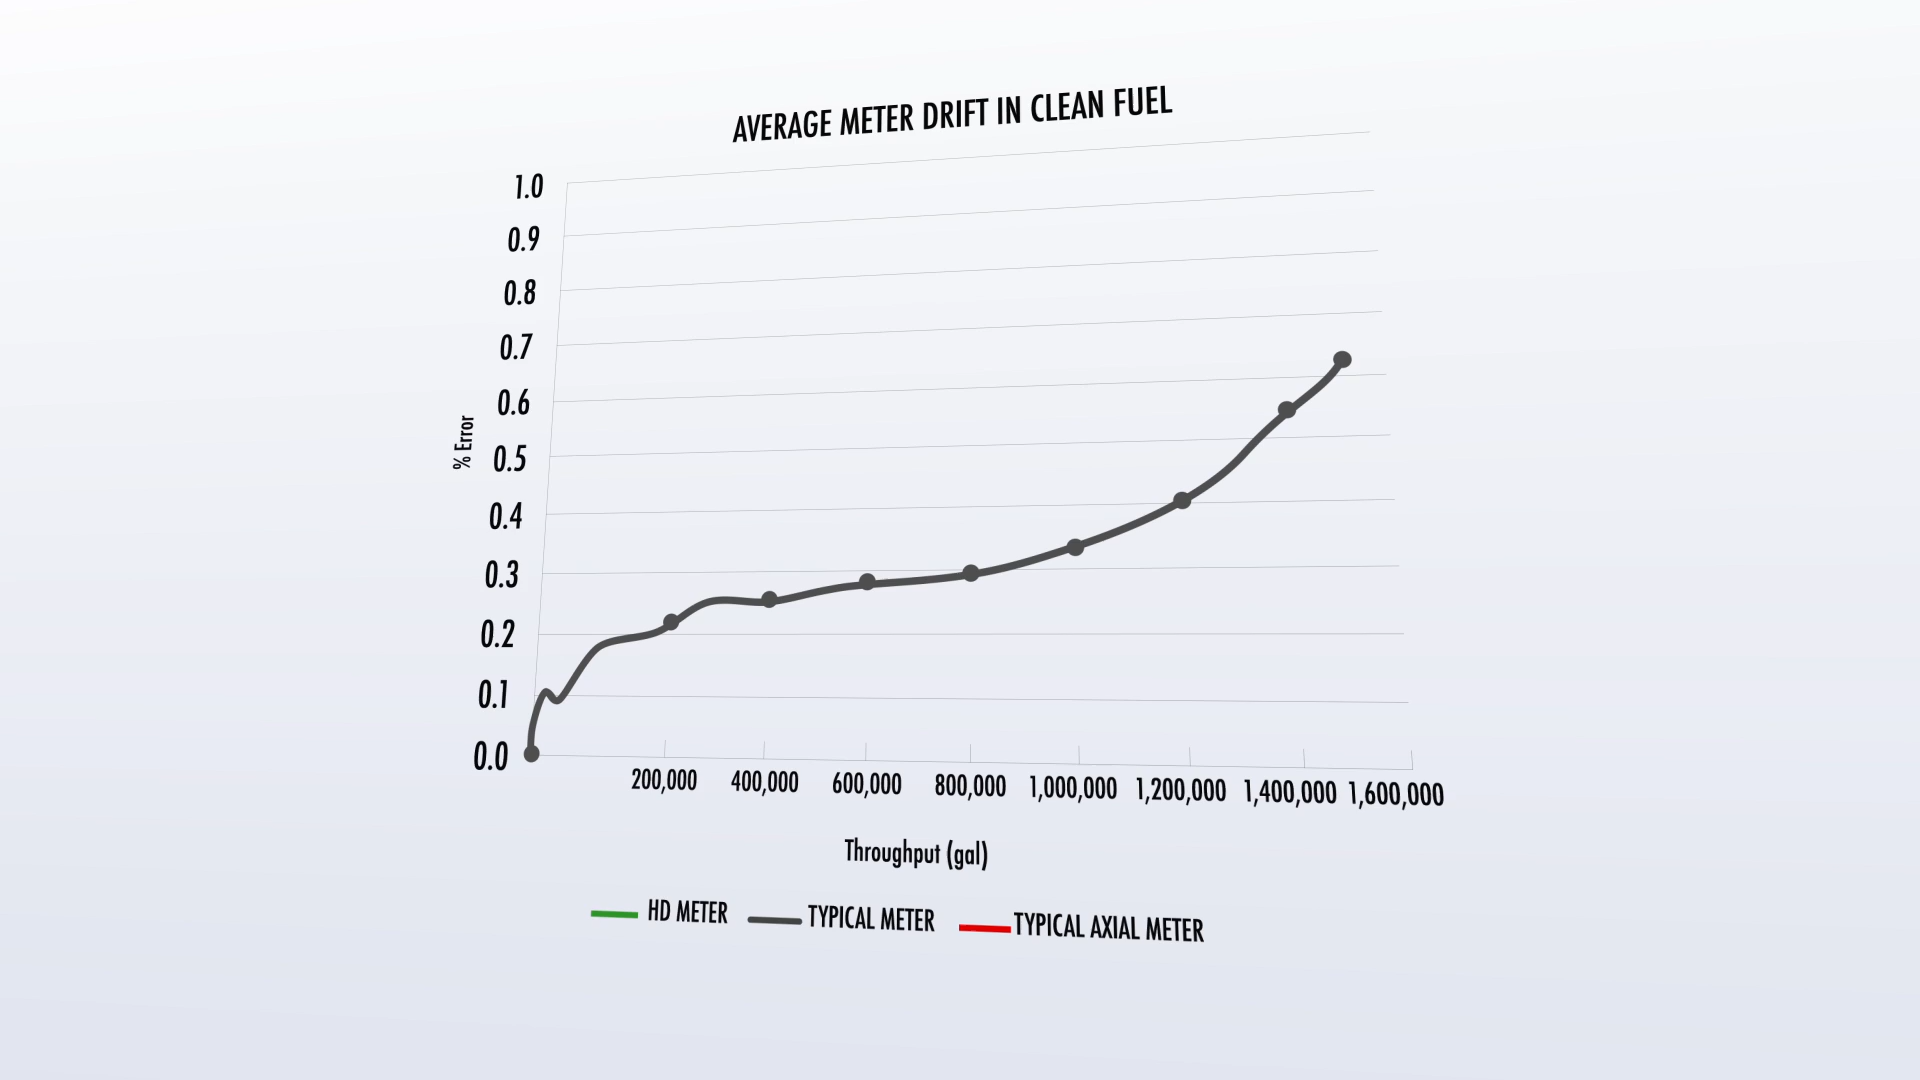 AVERAGE METER DRIFT IN CLEAN FUEL
1.0
0.9
0.8
0.7
0.6
0.5
0.4
0.3
0.2
0.1
0.0
% Error
200,000 400,000 600,000 800,000 1,000,000 1,200,000 1,400,000 1,600,000
Throughput (gal)
HD METER TYPICAL METER TYPICAL AXIAL METER